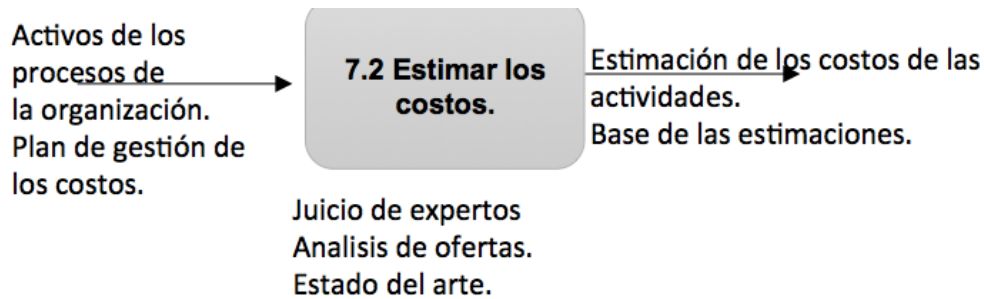 Activos de los
procesos de
la organización.
Plan de gestión de
los costos.
7.2 Estimar los
costos.
Estimación de los costos de las
actividades.
Base de las estimaciones.
Juicio de expertos
Analisis de ofertas.
Estado del arte.